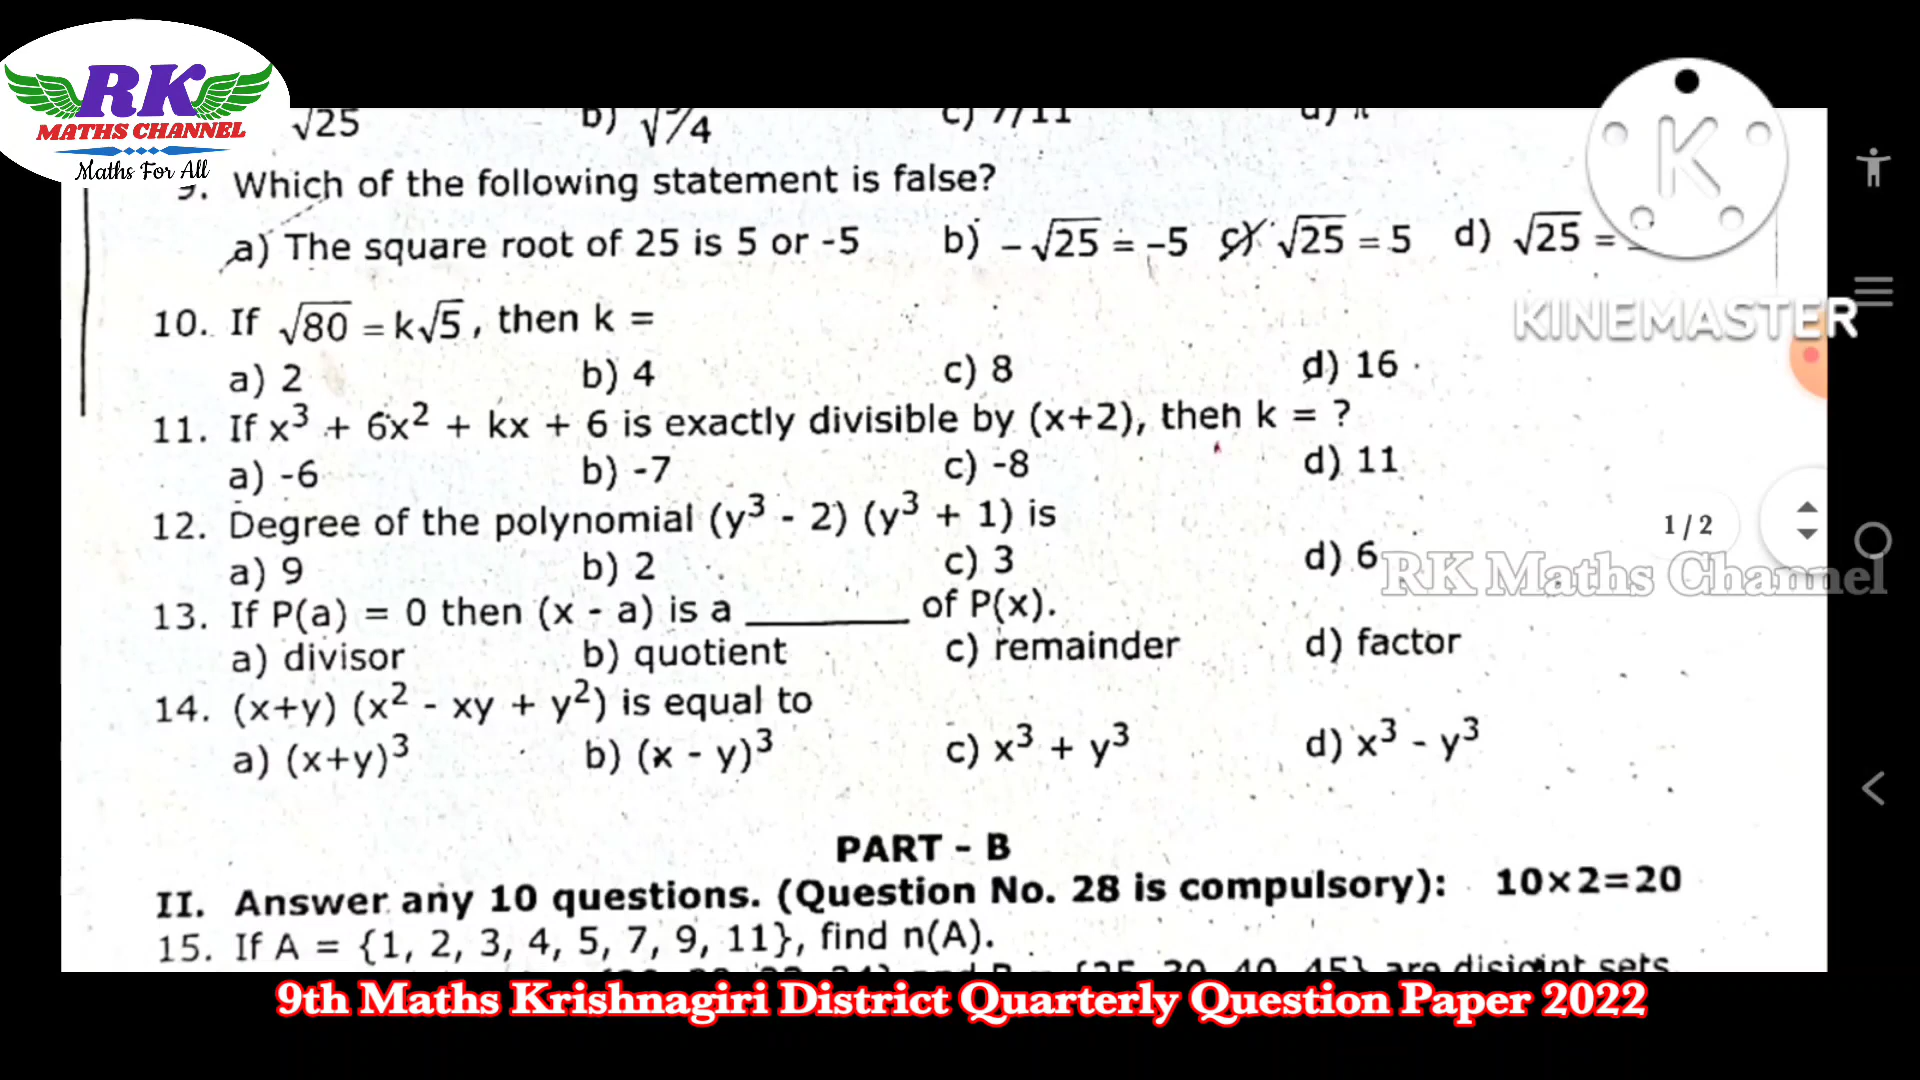 RK
MATHS CHANNEL
Maths For All
√25 b) √7/4 c) 7/11 d) π
9. Which of the following statement is false?
a) The square root of 25 is 5 or -5 b) – √25 = –5 c) √25 = 5 d) √25 =
K
KINEMASTER
10. If √80 = k√5, then k =
a) 2 b) 4 c) 8 d) 16
11. If x³ + 6x² + kx + 6 is exactly divisible by (x+2), then k = ?
a) -6 b) -7 c) -8 d) 11
12. Degree of the polynomial (y³ - 2) (y³ + 1) is
1 / 2
a) 9 b) 2 c) 3 d) 6
RK Maths Channel
13. If P(a) = 0 then (x - a) is a ________ of P(x).
a) divisor b) quotient c) remainder d) factor
14. (x+y) (x² - xy + y²) is equal to
a) (x+y)³ b) (x - y)³ c) x³ + y³ d) x³ - y³
PART - B
II. Answer any 10 questions. (Question No. 28 is compulsory): 10×2=20
15. If A = {1, 2, 3, 4, 5, 7, 9, 11}, find n(A).
are disjoint sets
9th Maths Krishnagiri District Quarterly Question Paper 2022